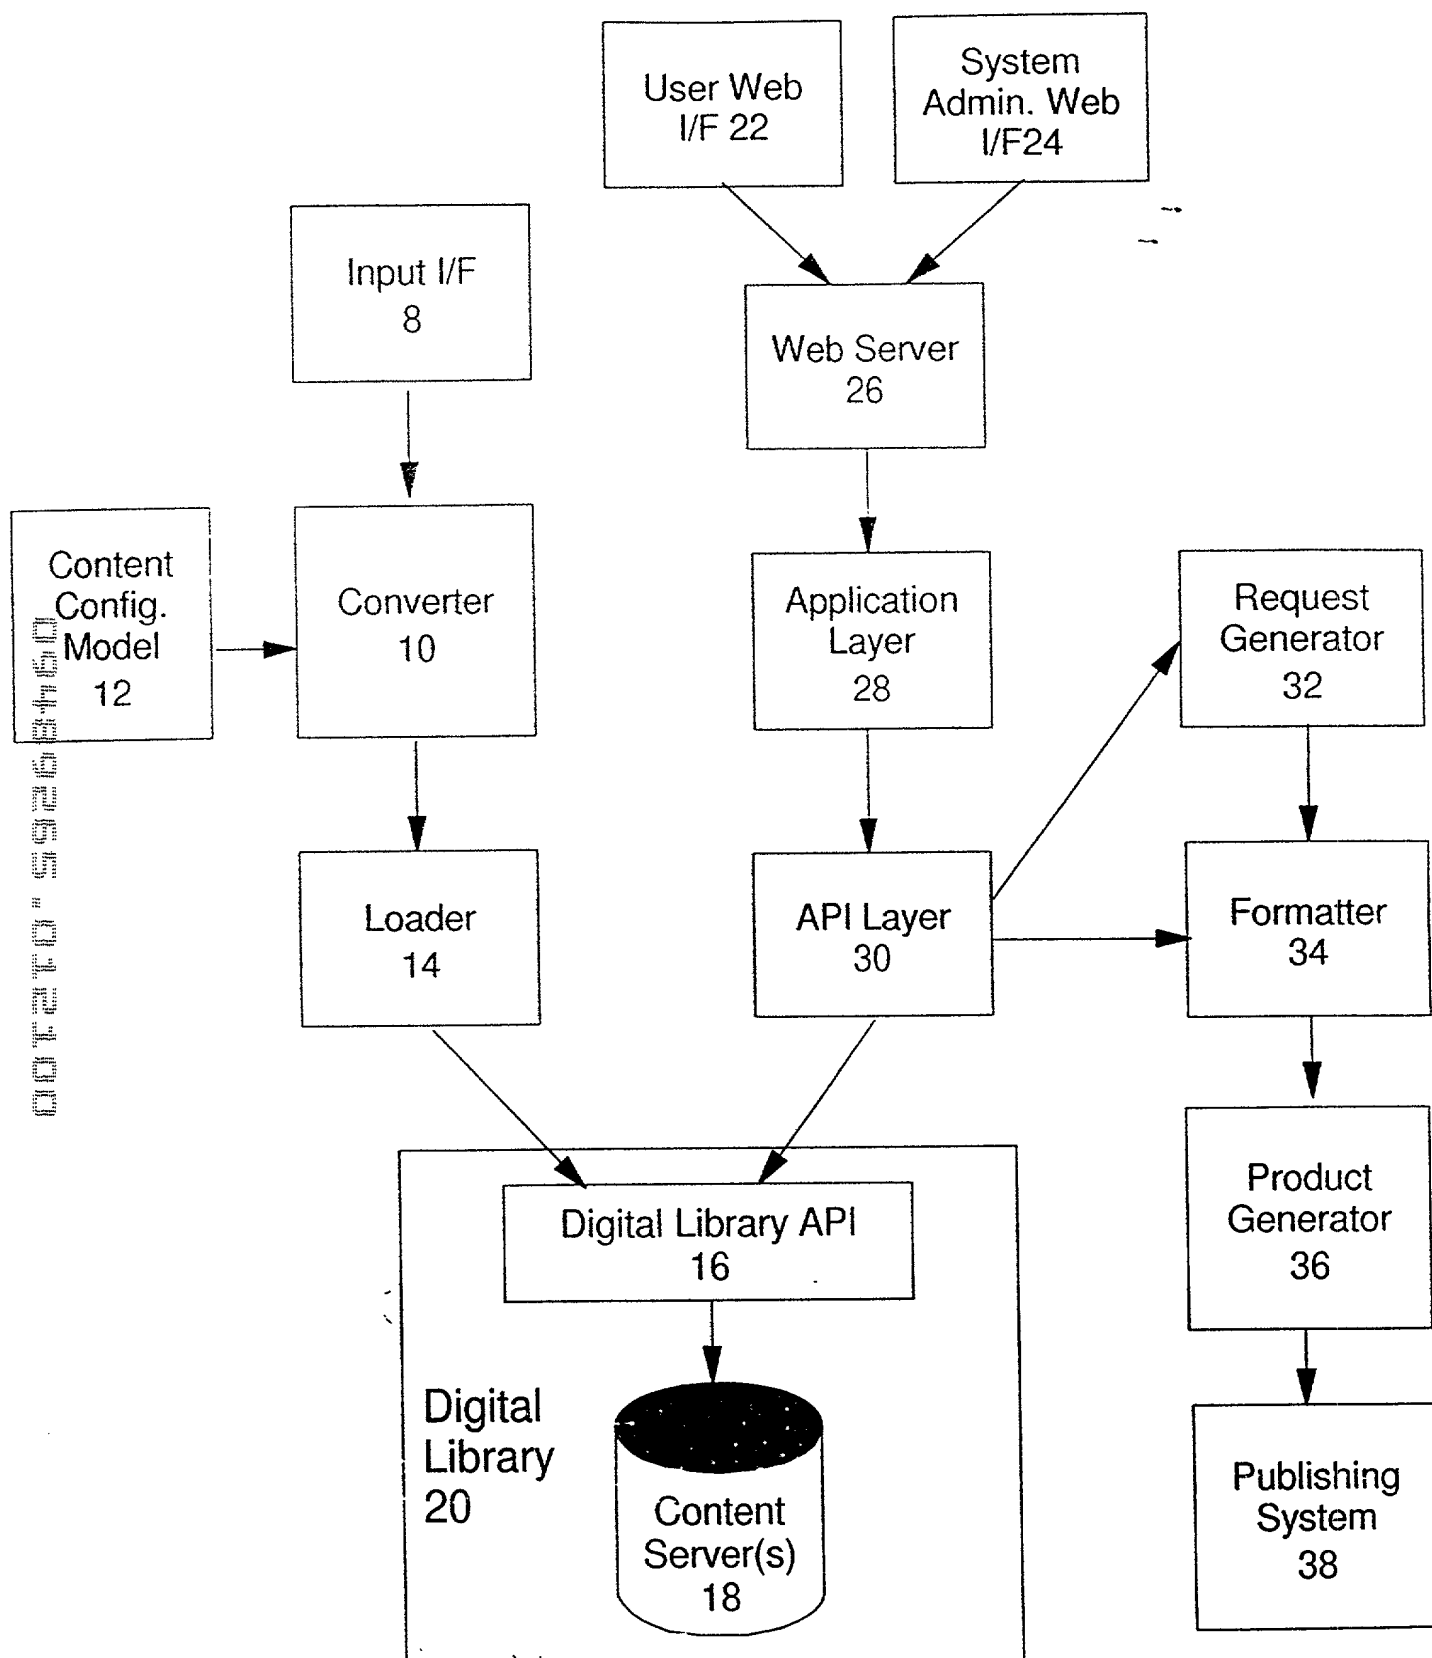 User Web
I/F 22
System
Admin. Web
I/F24
Input I/F
8
Web Server
26
Content
Config.
Model
12
Converter
10
Application
Layer
28
Request
Generator
32
Loader
14
API Layer
30
Formatter
34
Digital Library API
16
Product
Generator
36
Digital
Library
20
Content
Server(s)
18
Publishing
System
38